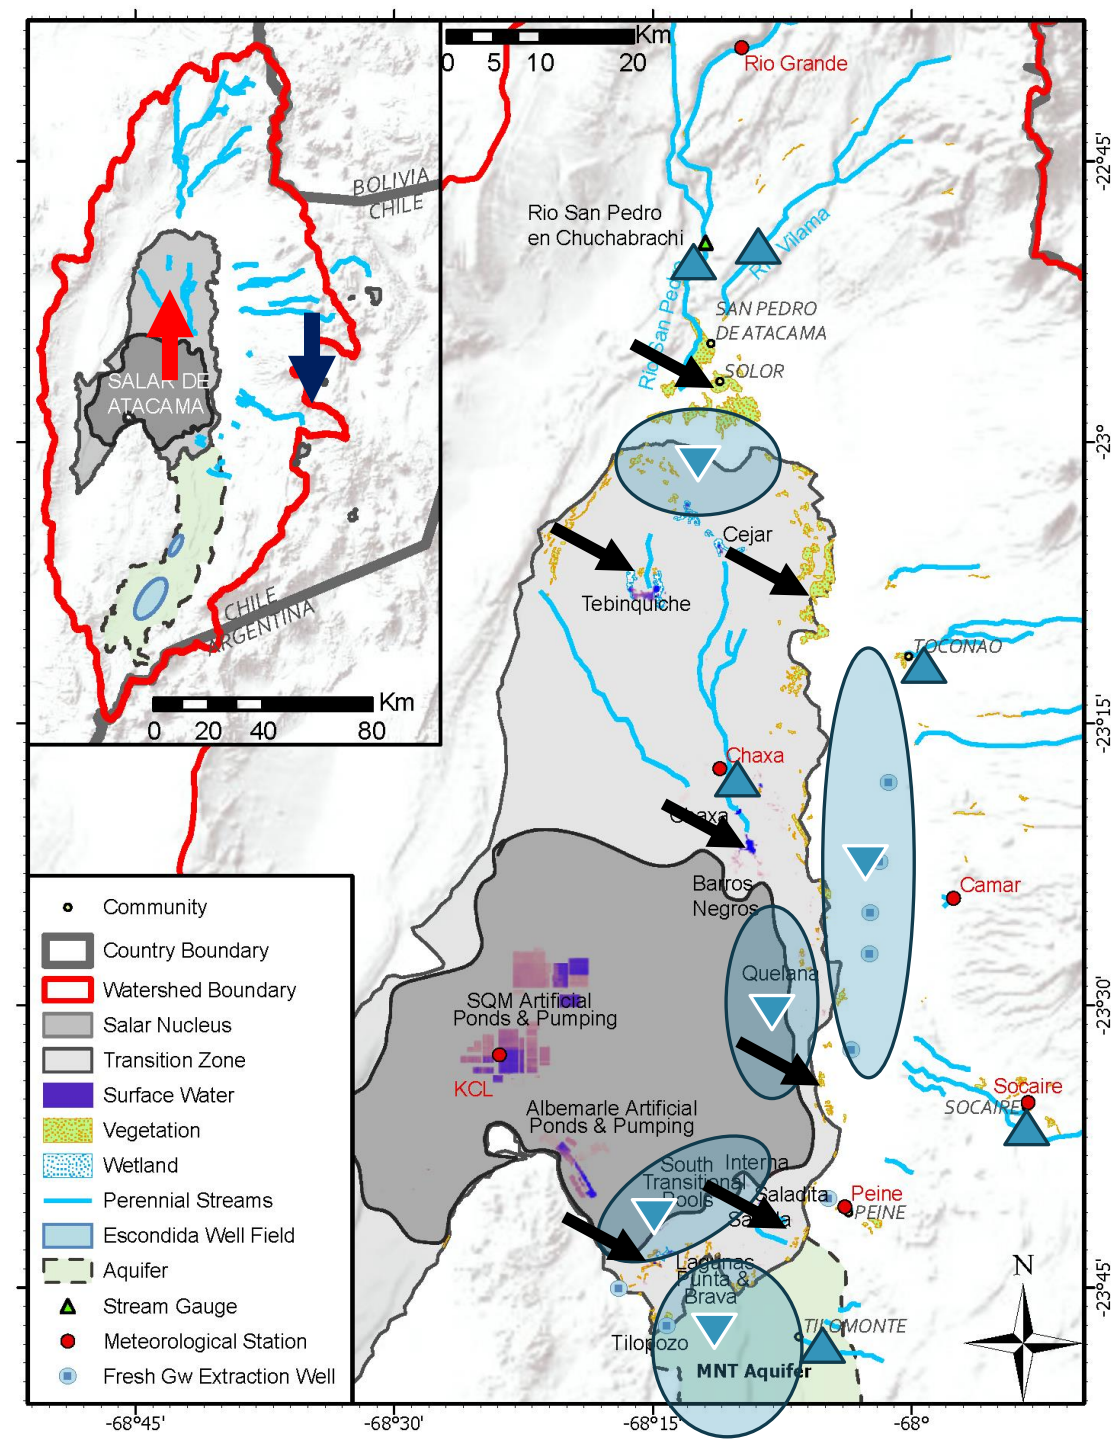 BOLIVIA
CHILE
SALAR DE
ATACAMA
CHILE
ARGENTINA
Km
0 20 40 80
Km
0 5 10 20
Rio Grande
Rio San Pedro
en Chuchabrachi
Rio Vilama
Rio San Pedro
SAN PEDRO
DE ATACAMA
SOLOR
Cejar
Tebinquiche
TOCONAO
Chaxa
Chaxa
Barros
Negros
Camar
Quelana
SQM Artificial
Ponds & Pumping
KCL
Albemarle Artificial
Ponds & Pumping
Socaire
SOCAIRE
South
Transitional
Pools
Interna
Saladita
Salada
Peine
PEINE
Lagunas
Punta &
Brava
Tilopozo
TILOMONTE
MNT Aquifer
N
Community
Country Boundary
Watershed Boundary
Salar Nucleus
Transition Zone
Surface Water
Vegetation
Wetland
Perennial Streams
Escondida Well Field
Aquifer
Stream Gauge
Meteorological Station
Fresh Gw Extraction Well
-22°45'
-23°
-23°15'
-23°30'
-23°45'
-68°45'
-68°30'
-68°15'
-68°